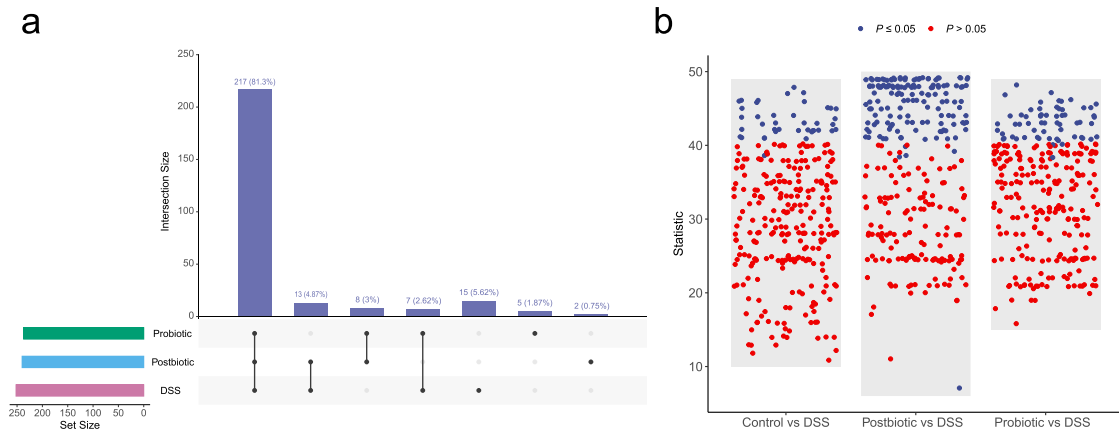 a
250
200
150
100
50
0
Intersection Size
217 (81.3%)
13 (4.87%)
8 (3%)
7 (2.62%)
15 (5.62%)
5 (1.87%)
2 (0.75%)
Probiotic
Postbiotic
DSS
250 200 150 100 50 0
Set Size
b
P ≤ 0.05 P > 0.05
50
40
30
20
10
Statistic
Control vs DSS Postbiotic vs DSS Probiotic vs DSS